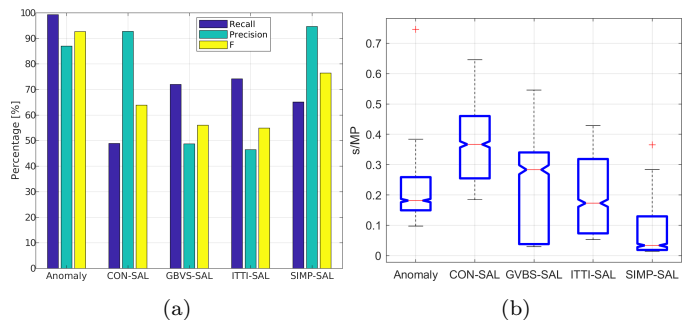 100
90
80
70
60
50
40
30
20
10
0
Percentage [%]
Recall
Precision
F
Anomaly CON-SAL GBVS-SAL ITTI-SAL SIMP-SAL
(a)
0.7
0.6
0.5
0.4
0.3
0.2
0.1
0
s/MP
Anomaly CON-SAL GVBS-SAL ITTI-SAL SIMP-SAL
(b)